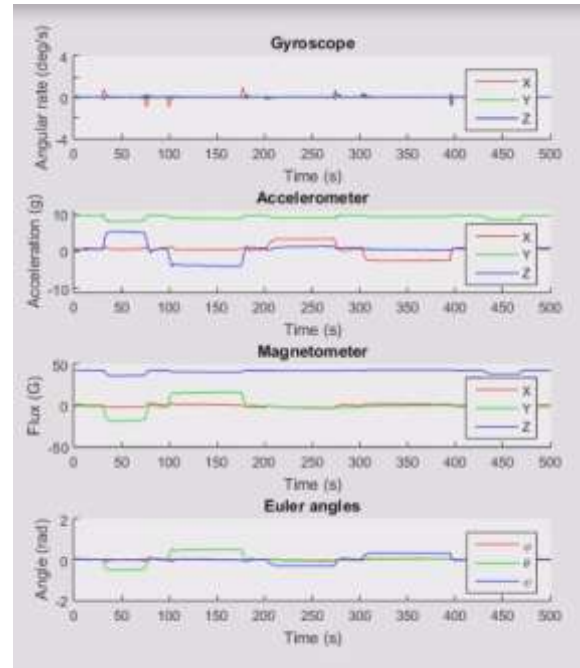 Gyroscope
Angular rate (deg/s)
4
0
-4
0 50 100 150 200 250 300 350 400 450 500
Time (s)
X
Y
Z
Accelerometer
Acceleration (g)
10
0
-10
0 50 100 150 200 250 300 350 400 450 500
Time (s)
X
Y
Z
Magnetometer
Flux (G)
50
0
-50
0 50 100 150 200 250 300 350 400 450 500
Time (s)
X
Y
Z
Euler angles
Angle (rad)
2
0
-2
0 50 100 150 200 250 300 350 400 450 500
Time (s)
θ